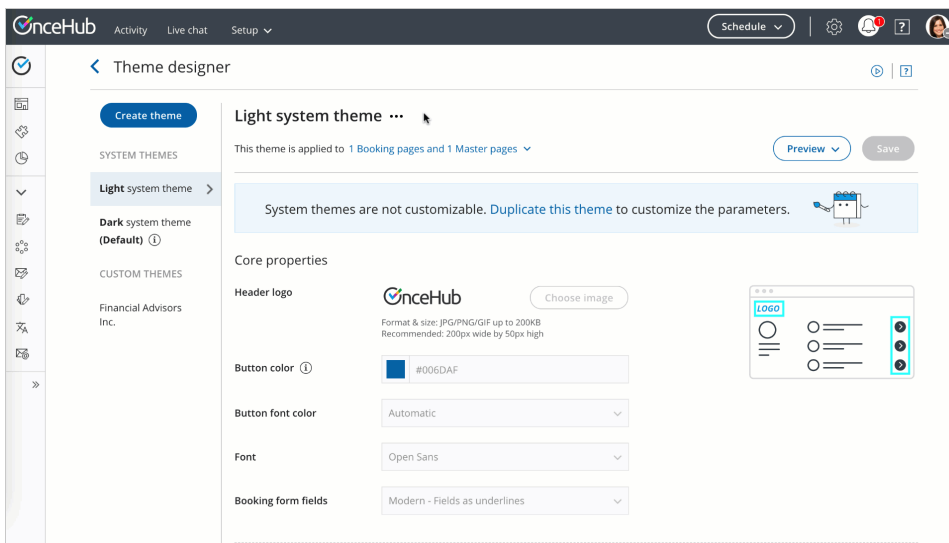 OnceHub Activity Live chat Setup Schedule 1 ?
Theme designer ?
Create theme
SYSTEM THEMES
Light system theme
Dark system theme
(Default) i
CUSTOM THEMES
Financial Advisors
Inc.
Light system theme ...
This theme is applied to 1 Booking pages and 1 Master pages Preview Save
System themes are not customizable. Duplicate this theme to customize the parameters.
Core properties
Header logo OnceHub Choose image
Format & size: JPG/PNG/GIF up to 200KB
Recommended: 200px wide by 50px high
LOGO
Button color i #006DAF
Button font color Automatic
Font Open Sans
Booking form fields Modern - Fields as underlines